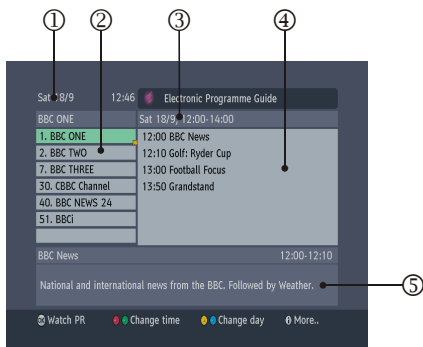 ① ② ③ ④
Sat 18/9 12:46 Electronic Programme Guide
BBC ONE Sat 18/9, 12:00-14:00
1. BBC ONE 12:00 BBC News
2. BBC TWO 12:10 Golf: Ryder Cup
7. BBC THREE 13:00 Football Focus
30. CBBC Channel 13:50 Grandstand
40. BBC NEWS 24
51. BBCi
BBC News 12:00-12:10
National and international news from the BBC. Followed by Weather. ⑤
OK Watch PR Change time Change day i More..